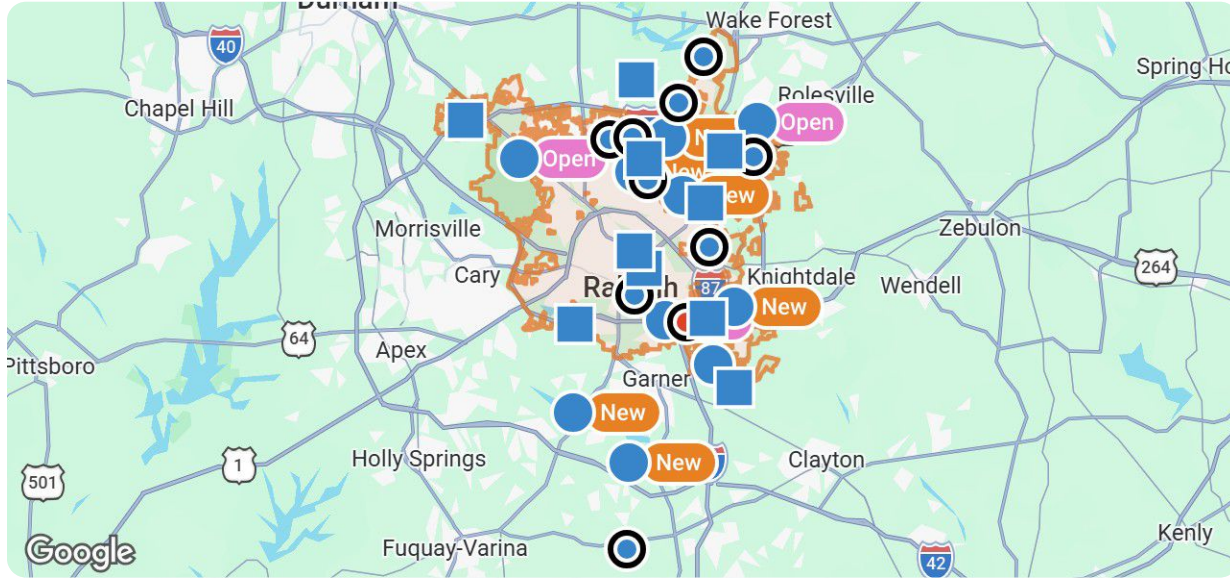 Durham
Wake Forest
40
Spring Ho
Chapel Hill
Rolesville
Open
Open
New
New
Morrisville
Zebulon
Cary
Knightdale
264
Wendell
87
New
64
Apex
Pittsboro
Garner
New
Holly Springs
New
Clayton
1
501
Fuquay-Varina
Kenly
Google
42